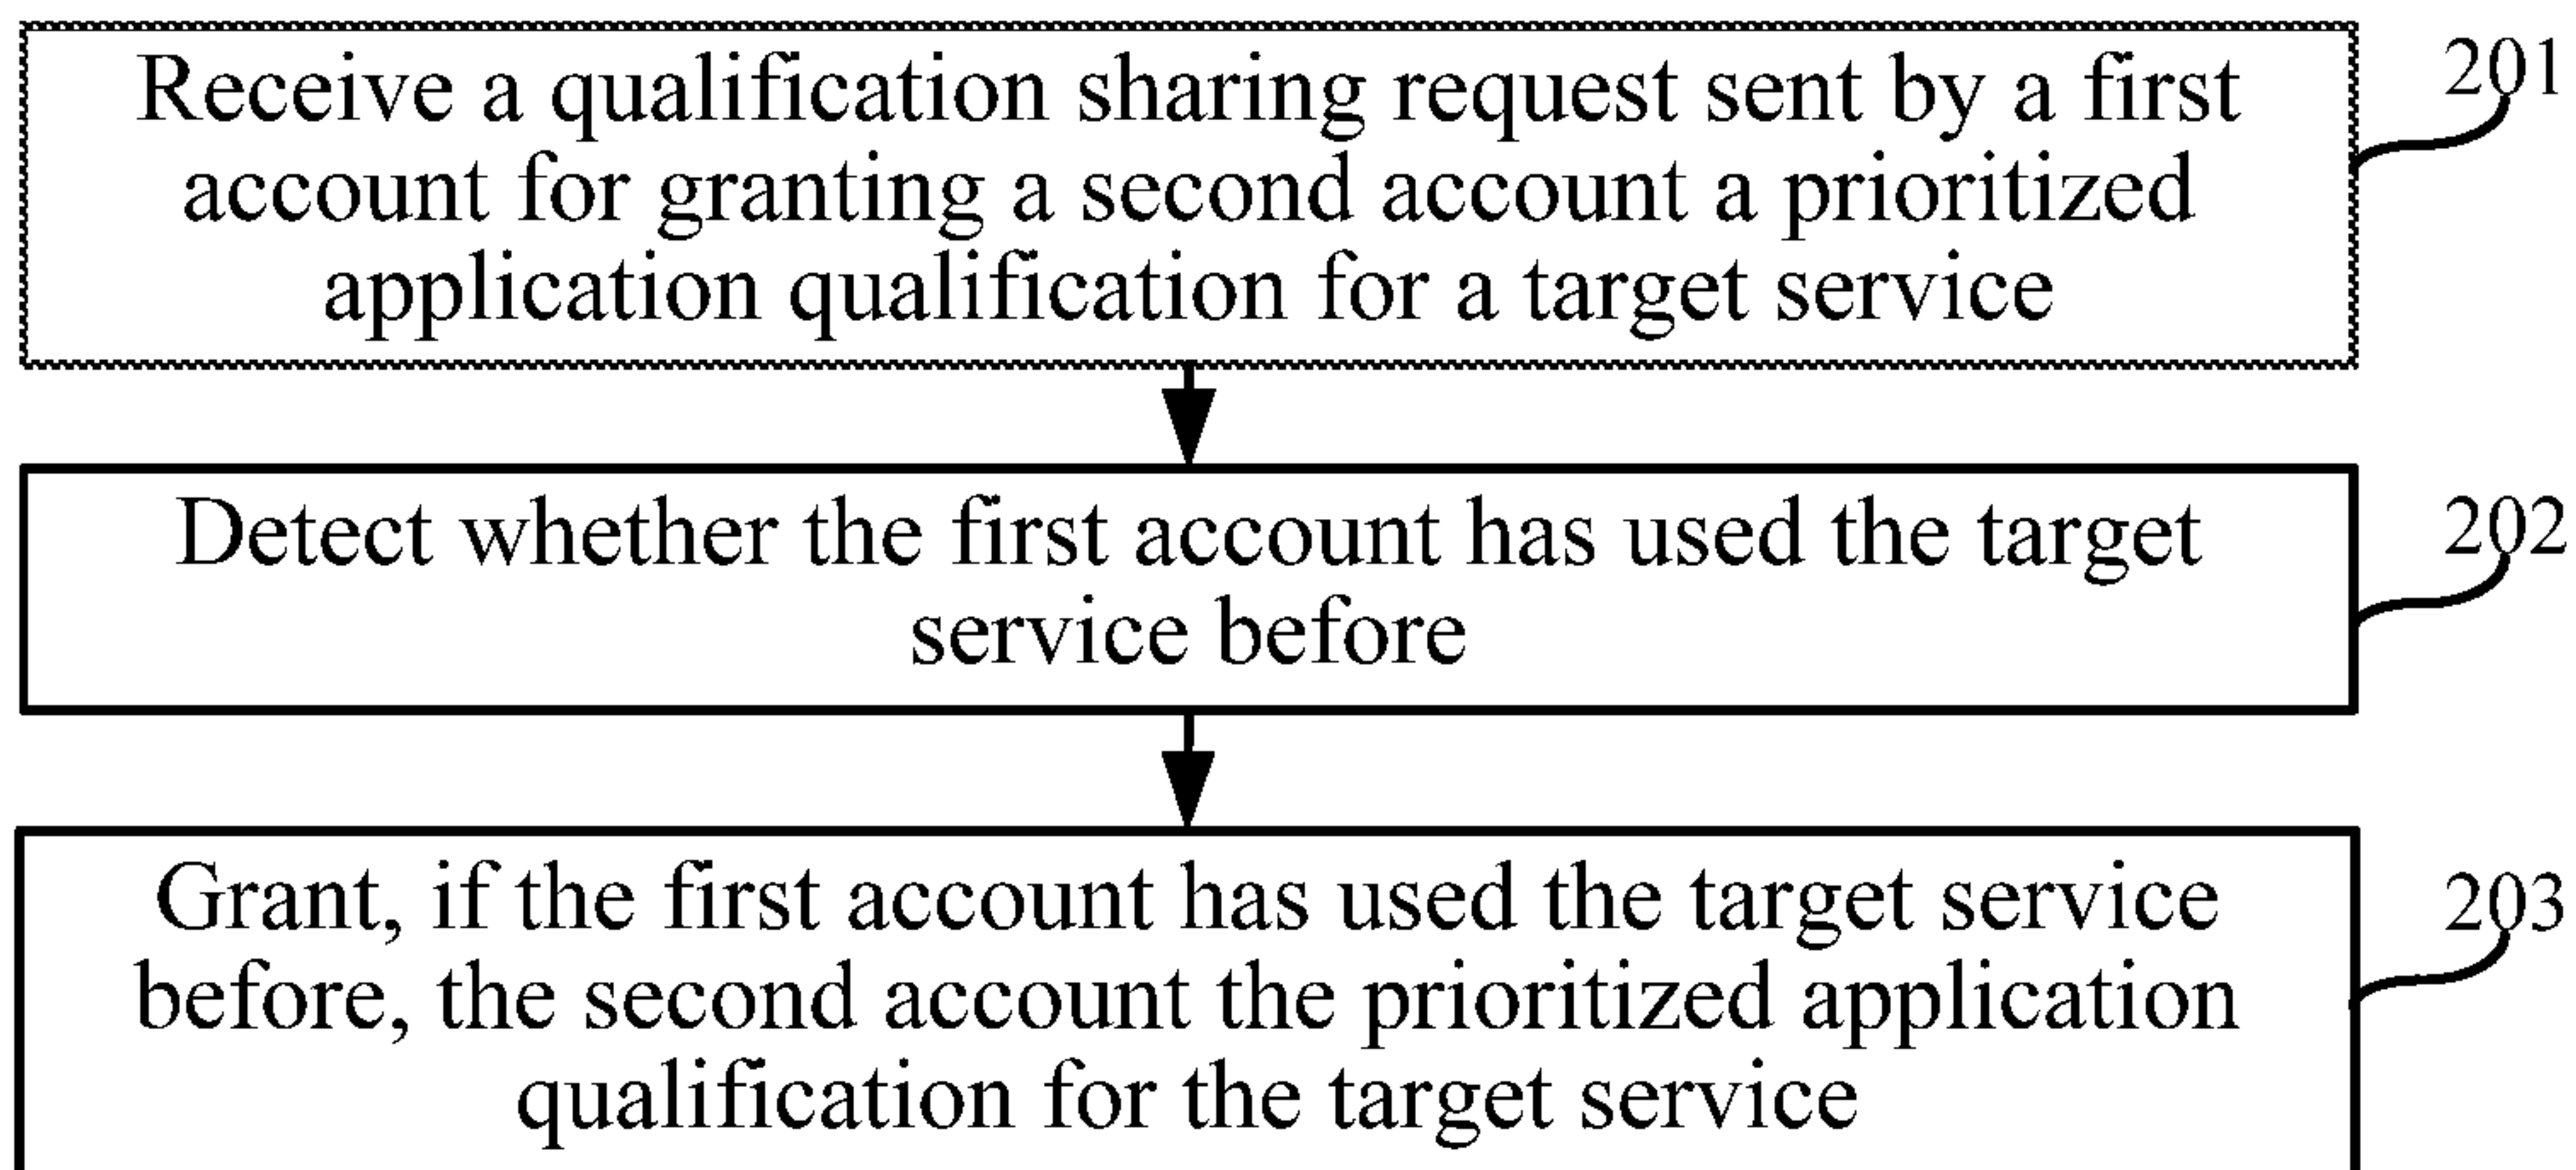 Receive a qualification sharing request sent by a first
account for granting a second account a prioritized
application qualification for a target service
201
Detect whether the first account has used the target
service before
202
Grant, if the first account has used the target service
before, the second account the prioritized application
qualification for the target service
203